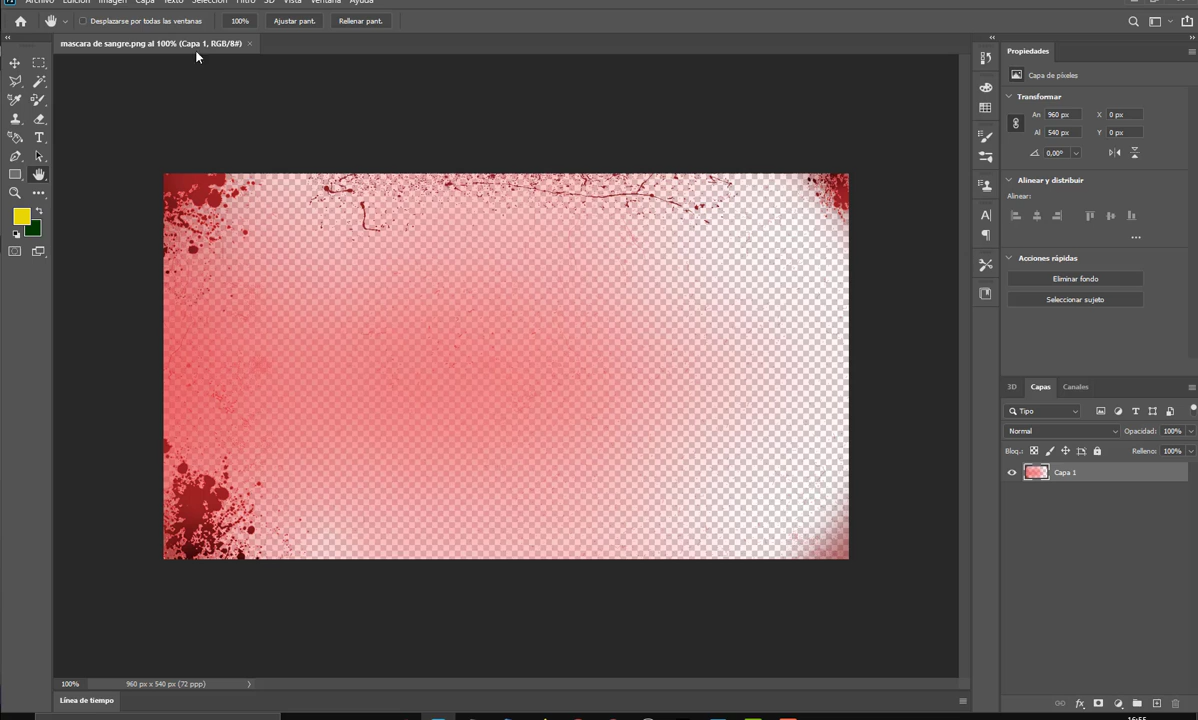 Archivo Edición Imagen Capa Texto Selección Filtro 3D Vista Ventana Ayuda
Desplazarse por todas las ventanas 100% Ajustar pant. Rellenar pant.
mascara de sangre.png al 100% (Capa 1, RGB/8#) ×
Propiedades
Capa de píxeles
Transformar
An 960 px X 0 px
Al 540 px Y 0 px
0,00°
Alinear y distribuir
Alinear:
Acciones rápidas
Eliminar fondo
Seleccionar sujeto
3D Capas Canales
Tipo
Normal Opacidad: 100%
Bloq.: Relleno: 100%
Capa 1
100% 960 px x 540 px (72 ppp)
Línea de tiempo
16:55